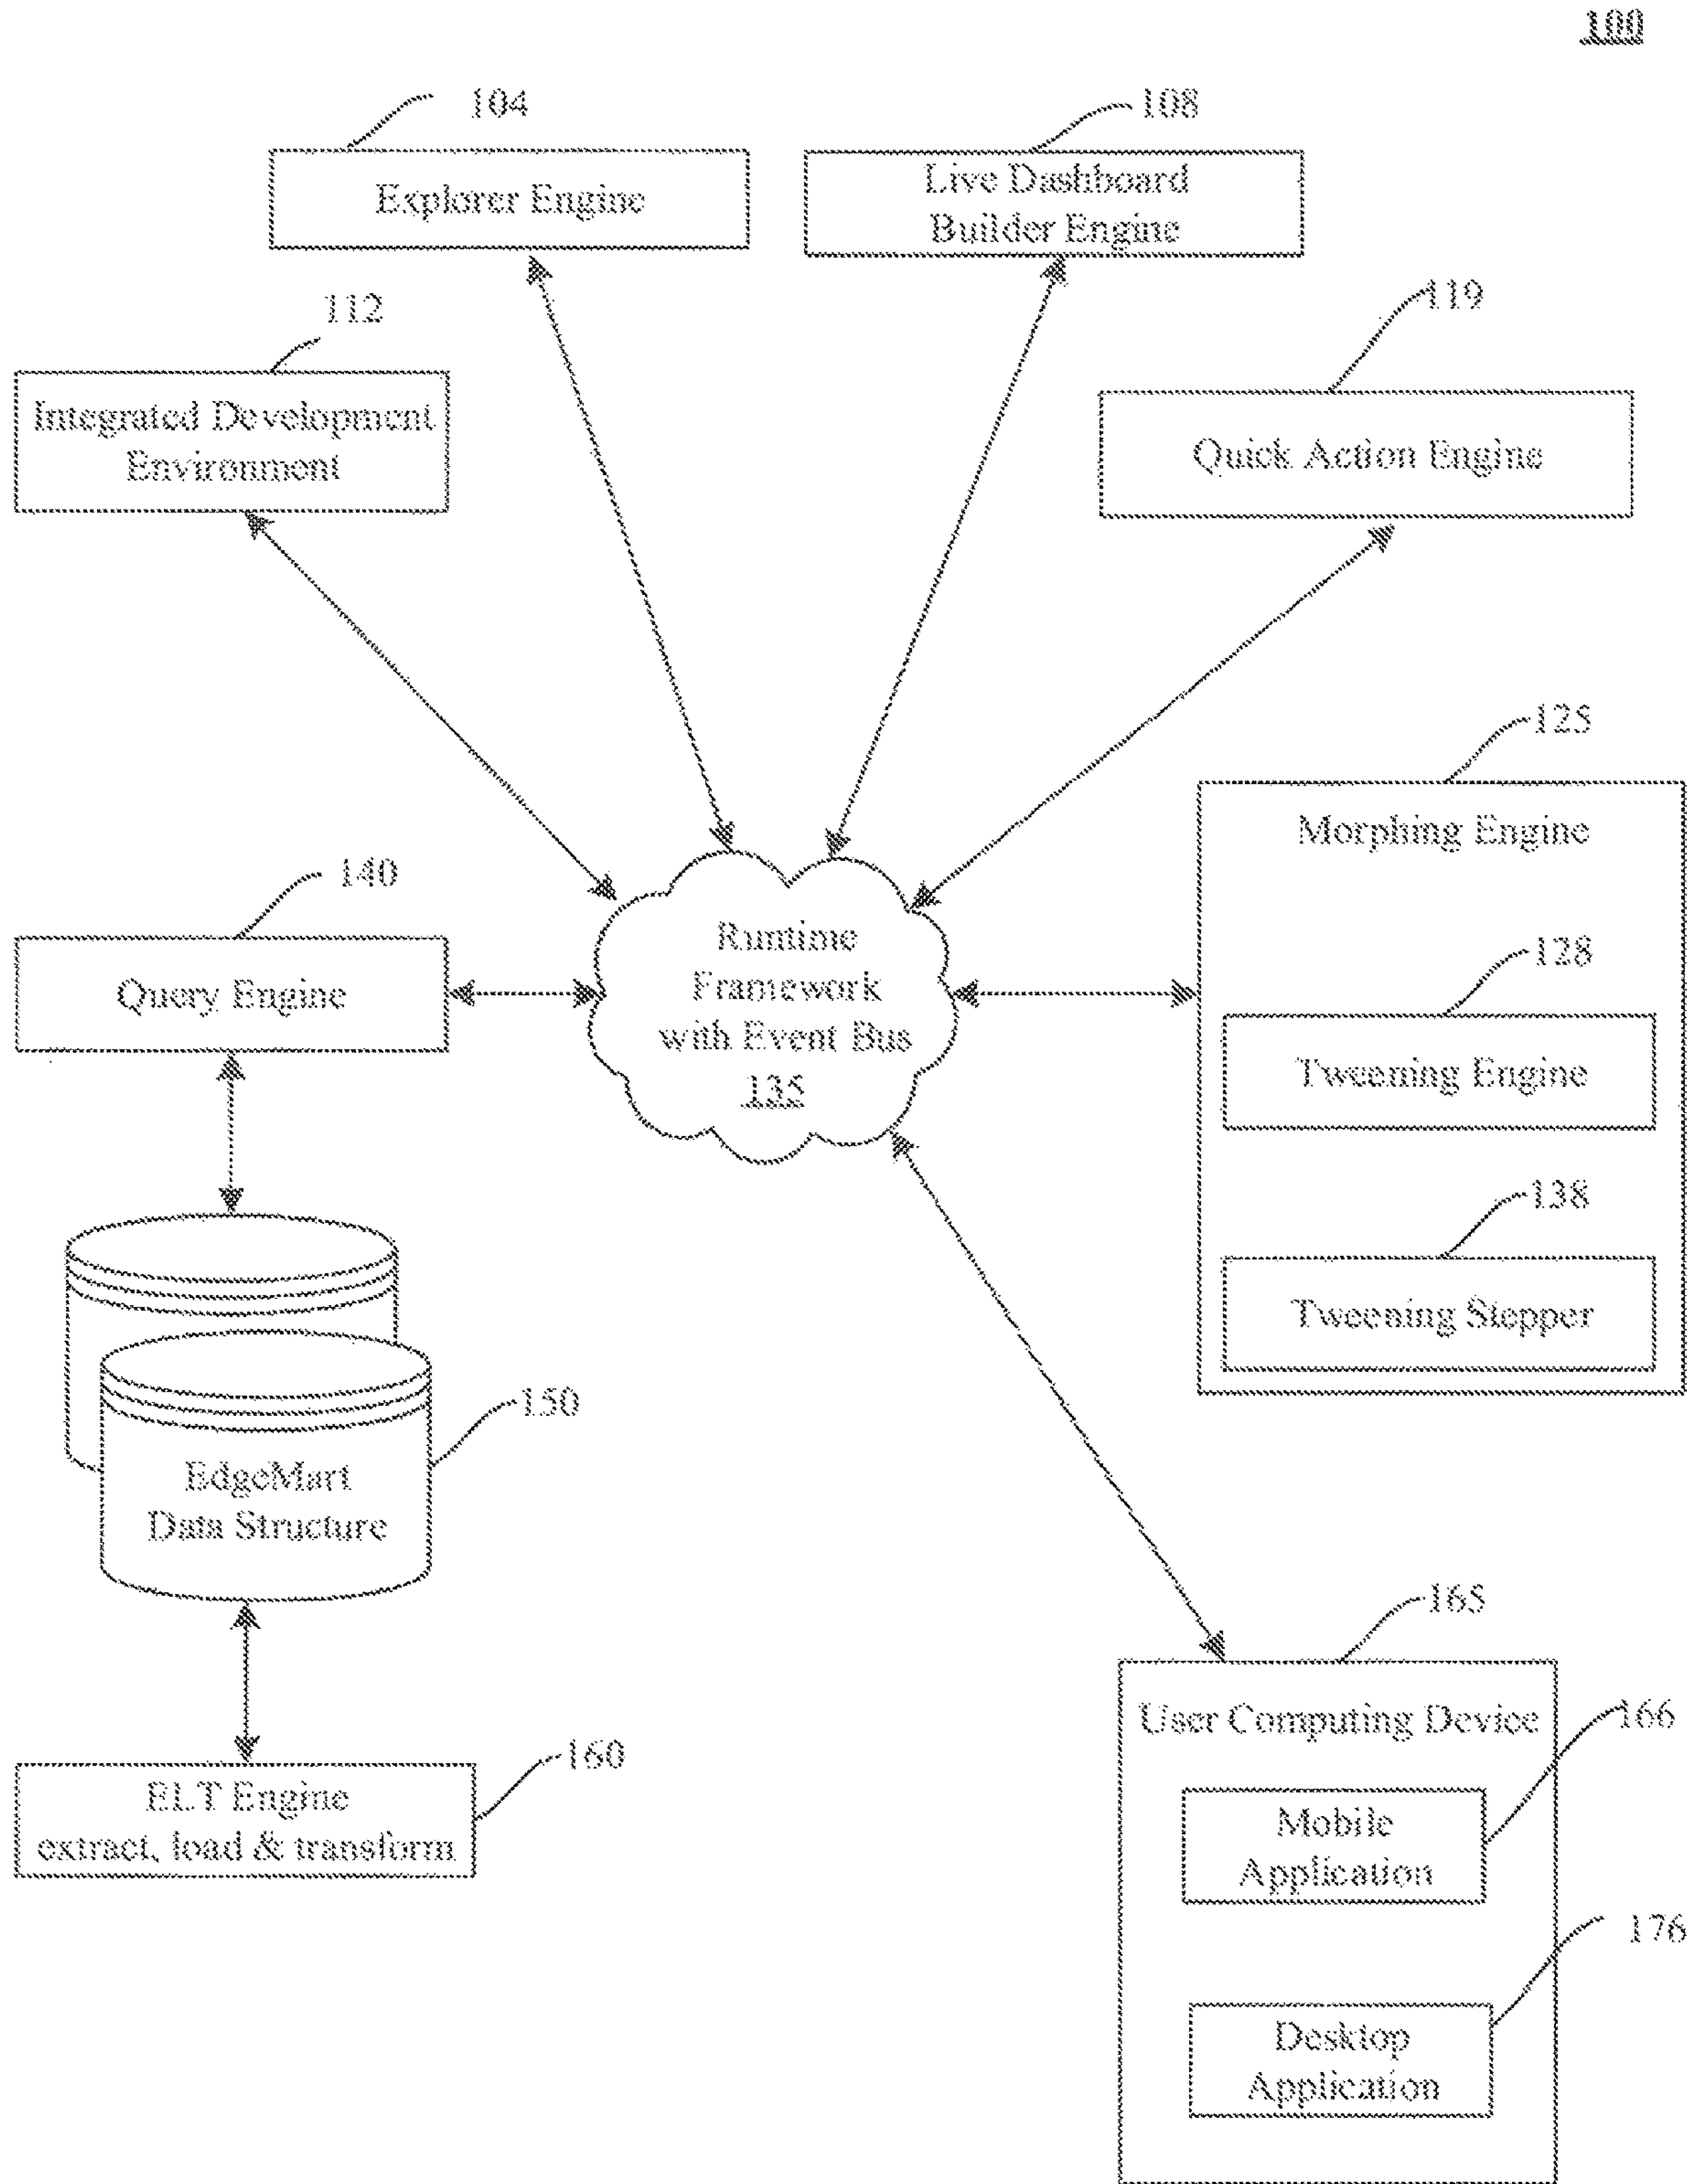 100
104
108
Explorer Engine
Live Dashboard
Builder Engine
112
119
Integrated Development
Environment
Quick Action Engine
125
Morphing Engine
140
Runtime
Framework
with Event Bus
135
128
Query Engine
Tweening Engine
138
Tweening Stepper
150
EdgeMart
Data Structure
165
User Computing Device
166
160
ELT Engine
extract, load & transform
Mobile
Application
176
Desktop
Application